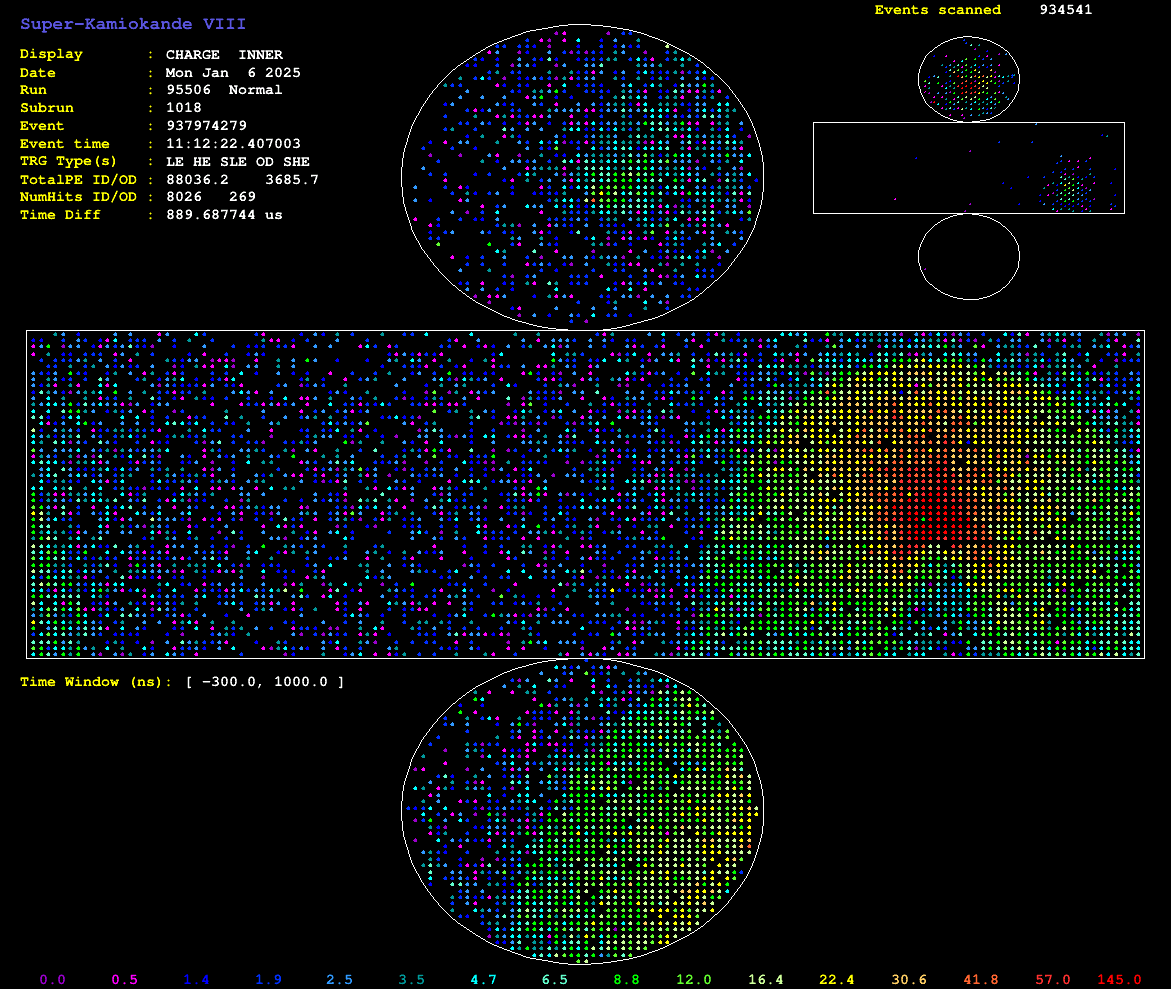 Super-Kamiokande VIII
Events scanned 934541
Display : CHARGE INNER
Date : Mon Jan 6 2025
Run : 95506 Normal
Subrun : 1018
Event : 937974279
Event time : 11:12:22.407003
TRG Type(s) : LE HE SLE OD SHE
TotalPE ID/OD : 88036.2 3685.7
NumHits ID/OD : 8026 269
Time Diff : 889.687744 us
Time Window (ns): [ -300.0, 1000.0 ]
0.0 0.5 1.4 1.9 2.5 3.5 4.7 6.5 8.8 12.0 16.4 22.4 30.6 41.8 57.0 145.0